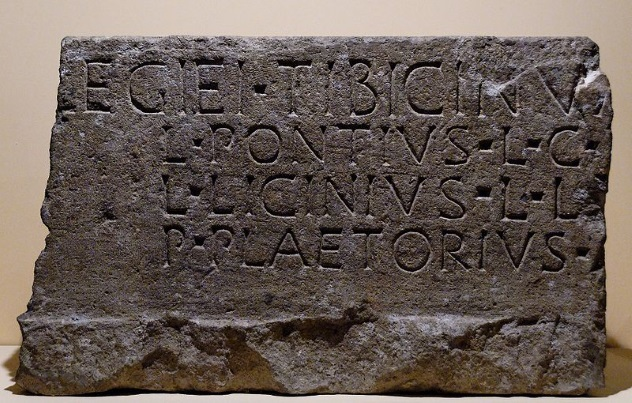 EGIEI · TIBICINV
L · PONTIVS · L · C ·
L · LICINIVS · L · L
P · PLAETORIVS ·